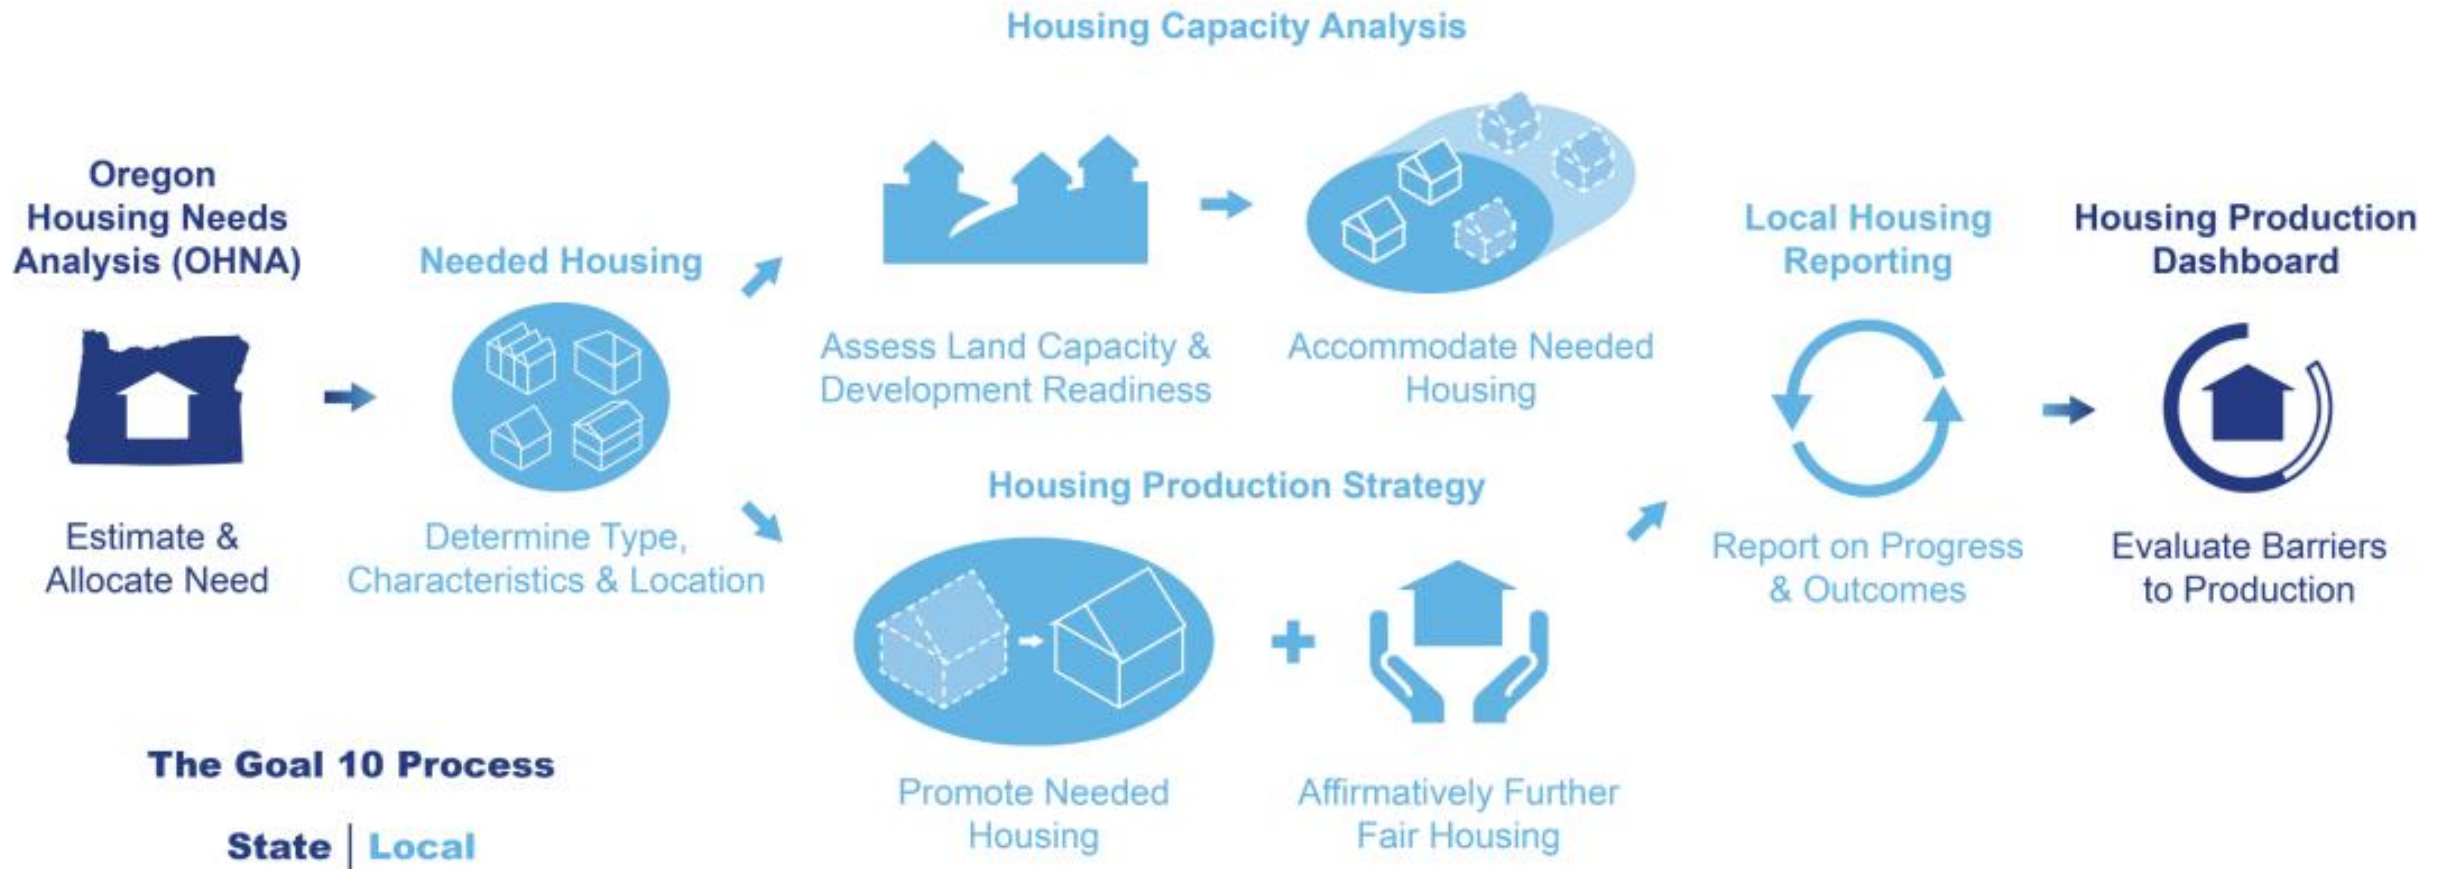 Oregon
Housing Needs
Analysis (OHNA)
Estimate &
Allocate Need
Needed Housing
Determine Type,
Characteristics & Location
Housing Capacity Analysis
Assess Land Capacity &
Development Readiness
Accommodate Needed
Housing
Housing Production Strategy
Promote Needed
Housing
Affirmatively Further
Fair Housing
Local Housing
Reporting
Report on Progress
& Outcomes
Housing Production
Dashboard
Evaluate Barriers
to Production
The Goal 10 Process
State | Local